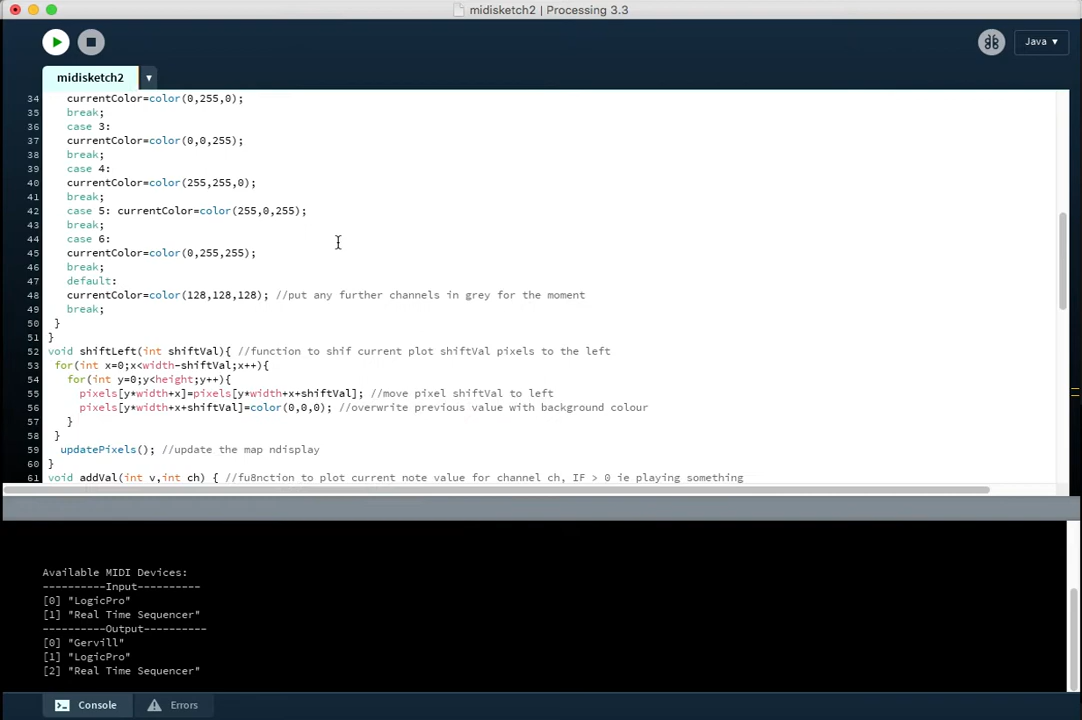 midisketch2 | Processing 3.3
Java ▼
midisketch2 ▼
34 currentColor=color(0,255,0);
35 break;
36 case 3:
37 currentColor=color(0,0,255);
38 break;
39 case 4:
40 currentColor=color(255,255,0);
41 break;
42 case 5: currentColor=color(255,0,255);
43 break;
44 case 6:
45 currentColor=color(0,255,255);
46 break;
47 default:
48 currentColor=color(128,128,128); //put any further channels in grey for the moment
49 break;
50 }
51 }
52 void shiftLeft(int shiftVal){ //function to shif current plot shiftVal pixels to the left
53 for(int x=0;x<width-shiftVal;x++){
54 for(int y=0;y<height;y++){
55 pixels[y*width+x]=pixels[y*width+x+shiftVal]; //move pixel shiftVal to left
56 pixels[y*width+x+shiftVal]=color(0,0,0); //overwrite previous value with background colour
57 }
58 }
59 updatePixels(); //update the map ndisplay
60 }
61 void addVal(int v,int ch) { //fu8nction to plot current note value for channel ch, IF > 0 ie playing something
Available MIDI Devices:
----------Input----------
[0] "LogicPro"
[1] "Real Time Sequencer"
----------Output----------
[0] "Gervill"
[1] "LogicPro"
[2] "Real Time Sequencer"
Console
Errors